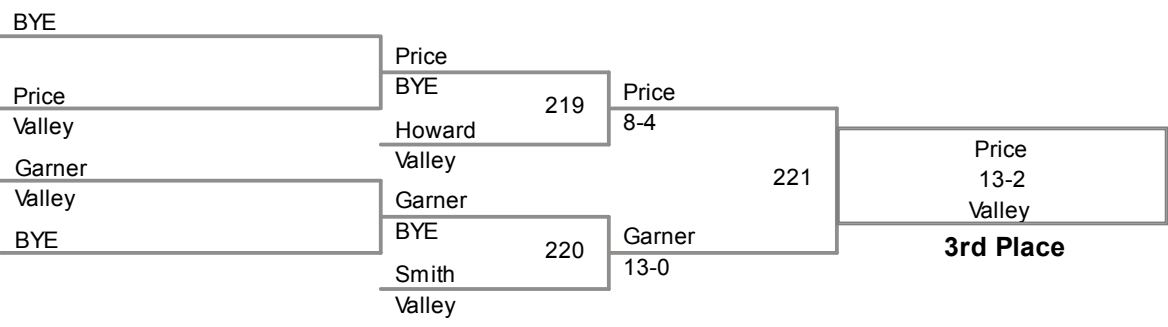 BYE
Price
Valley
Garner
Valley
BYE
Price
BYE
219
Howard
Valley
Garner
BYE
220
Smith
Valley
Price
8-4
221
Garner
13-0
Price
13-2
Valley
3rd Place